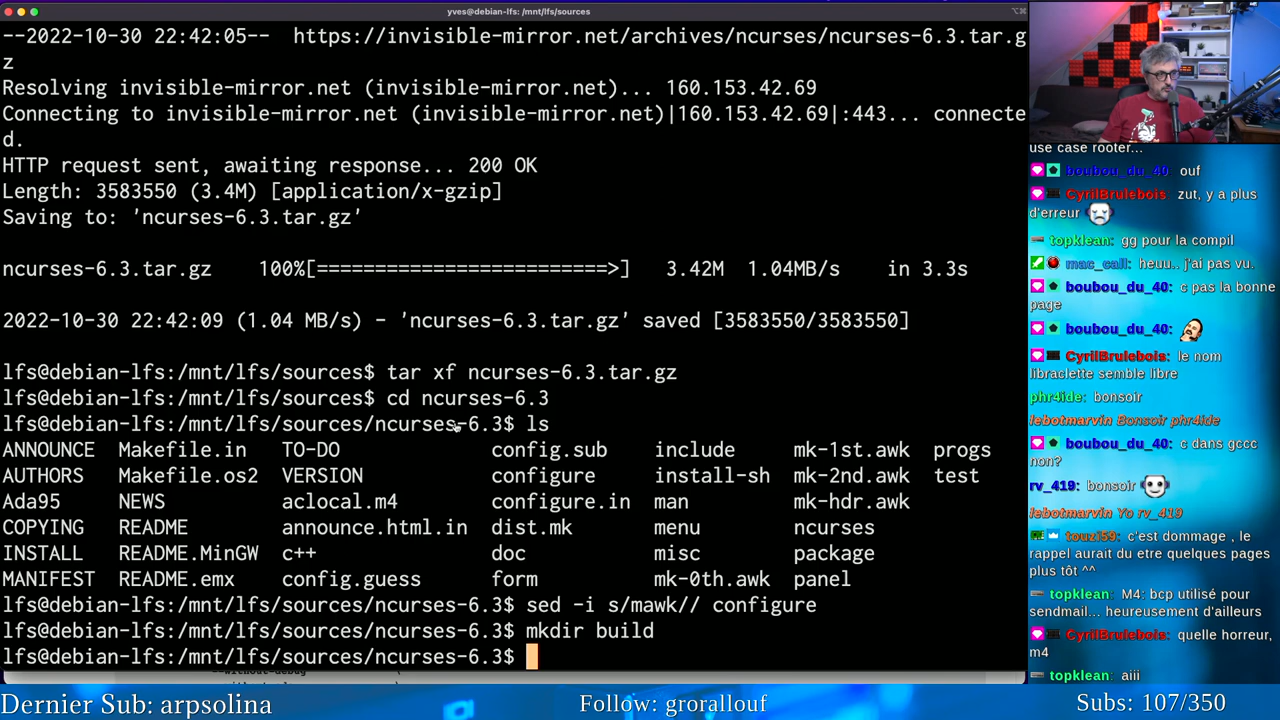 yves@debian-lfs: /mnt/lfs/sources
--2022-10-30 22:42:05--  https://invisible-mirror.net/archives/ncurses/ncurses-6.3.tar.g
z
Resolving invisible-mirror.net (invisible-mirror.net)... 160.153.42.69
Connecting to invisible-mirror.net (invisible-mirror.net)|160.153.42.69|:443... connecte
d.
HTTP request sent, awaiting response... 200 OK
Length: 3583550 (3.4M) [application/x-gzip]
Saving to: 'ncurses-6.3.tar.gz'
ncurses-6.3.tar.gz    100%[========================>]   3.42M  1.04MB/s    in 3.3s
2022-10-30 22:42:09 (1.04 MB/s) - 'ncurses-6.3.tar.gz' saved [3583550/3583550]
lfs@debian-lfs:/mnt/lfs/sources$ tar xf ncurses-6.3.tar.gz
lfs@debian-lfs:/mnt/lfs/sources$ cd ncurses-6.3
lfs@debian-lfs:/mnt/lfs/sources/ncurses-6.3$ ls
ANNOUNCE  Makefile.in   TO-DO             config.sub    include     mk-1st.awk  progs
AUTHORS   Makefile.os2  VERSION           configure     install-sh  mk-2nd.awk  test
Ada95     NEWS          aclocal.m4        configure.in  man         mk-hdr.awk
COPYING   README        announce.html.in  dist.mk       menu        ncurses
INSTALL   README.MinGW  c++               doc           misc        package
MANIFEST  README.emx    config.guess      form          mk-0th.awk  panel
lfs@debian-lfs:/mnt/lfs/sources/ncurses-6.3$ sed -i s/mawk// configure
lfs@debian-lfs:/mnt/lfs/sources/ncurses-6.3$ mkdir build
lfs@debian-lfs:/mnt/lfs/sources/ncurses-6.3$
use case rooter...
boubou_du_40: ouf
CyrilBrulebois: zut, y a plus
d'erreur
topklean: gg pour la compil
mac_call: heuu.. j'ai pas vu.
boubou_du_40: c pas la bonne
page
boubou_du_40:
CyrilBrulebois: le nom
libraclette semble libre
phr4ide: bonsoir
lebotmarvin Bonsoir phr4ide
boubou_du_40: c dans gccc
non?
rv_419: bonsoir
lebotmarvin Yo rv_419
touzi59: c'est dommage , le
rappel aurait du etre quelques pages
plus tôt ^^
topklean: M4: bcp utilisé pour
sendmail... heureusement d'ailleurs
CyrilBrulebois: quelle horreur,
m4
topklean: aiii
Dernier Sub: arpsolina
Follow: grorallouf
Subs: 107/350